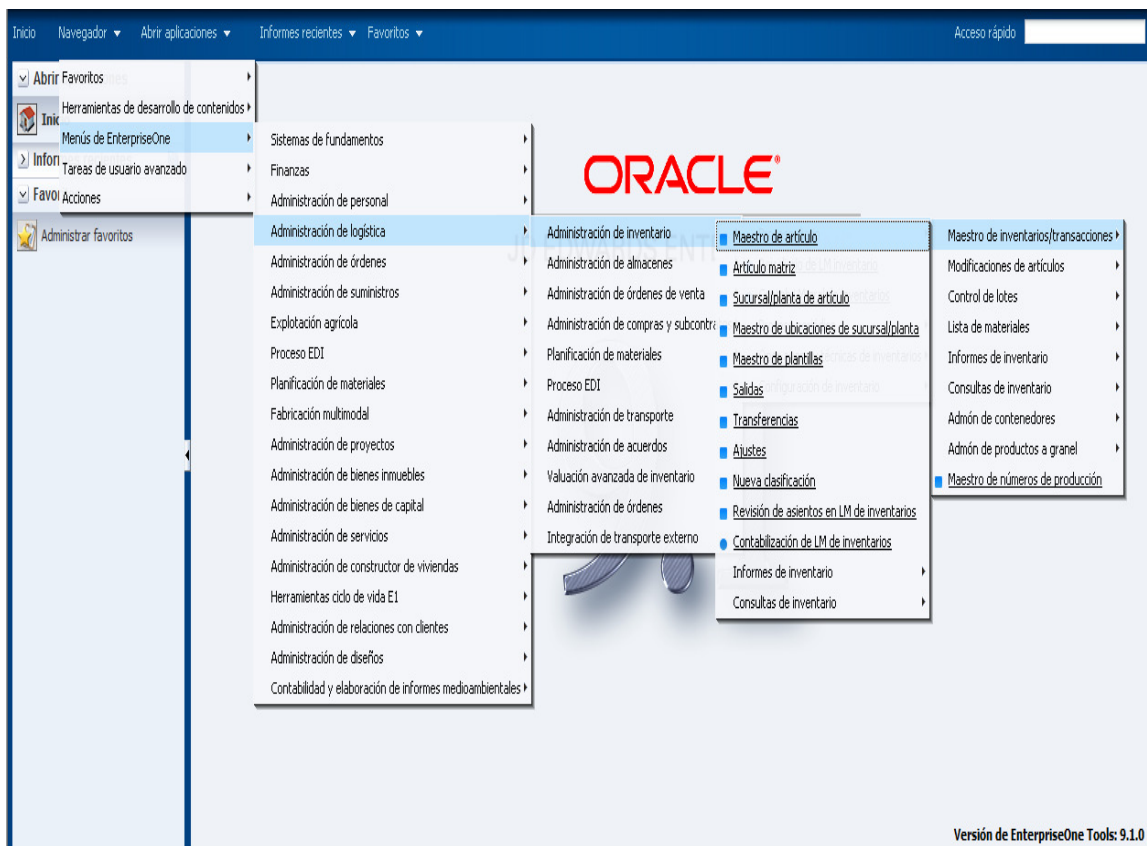 Inicio Navegador Abrir aplicaciones Informes recientes Favoritos Acceso rápido
Abrir
Inic
Infor
Favor
Administrar favoritos
Favoritos
Herramientas de desarrollo de contenidos
Menús de EnterpriseOne
Tareas de usuario avanzado
Acciones
Sistemas de fundamentos
Finanzas
Administración de personal
Administración de logística
Administración de órdenes
Administración de suministros
Explotación agrícola
Proceso EDI
Planificación de materiales
Fabricación multimodal
Administración de proyectos
Administración de bienes inmuebles
Administración de bienes de capital
Administración de servicios
Administración de constructor de viviendas
Herramientas ciclo de vida E1
Administración de relaciones con clientes
Administración de diseños
Contabilidad y elaboración de informes medioambientales
ORACLE
JD EDWARDS ENT
Administración de inventario
Administración de almacenes
Administración de órdenes de venta
Administración de compras y subcontra
Planificación de materiales
Proceso EDI
Administración de transporte
Administración de acuerdos
Valuación avanzada de inventario
Administración de órdenes
Integración de transporte externo
Maestro de artículo
Artículo matriz
Sucursal/planta de artículo
Maestro de ubicaciones de sucursal/planta
Maestro de plantillas
Salidas
Transferencias
Ajustes
Nueva clasificación
Revisión de asientos en LM de inventarios
Contabilización de LM de inventarios
Informes de inventario
Consultas de inventario
Maestro de inventarios/transacciones
Modificaciones de artículos
Control de lotes
Lista de materiales
Informes de inventario
Consultas de inventario
Admón de contenedores
Admón de productos a granel
Maestro de números de producción
Versión de EnterpriseOne Tools: 9.1.0